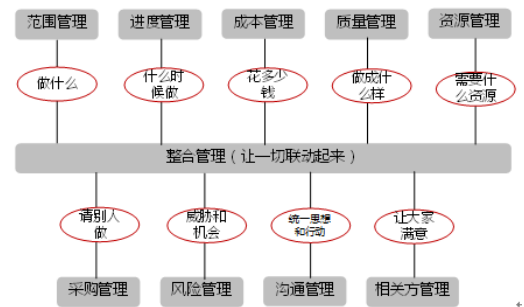 范围管理 进度管理 成本管理 质量管理 资源管理
做什么
什么时
候做
花多少
钱
做成什
么样
需要什
么资源
整合管理（让一切联动起来）
请别人
做
威胁和
机会
统一思想
和行动
让大家
满意
采购管理 风险管理 沟通管理 相关方管理